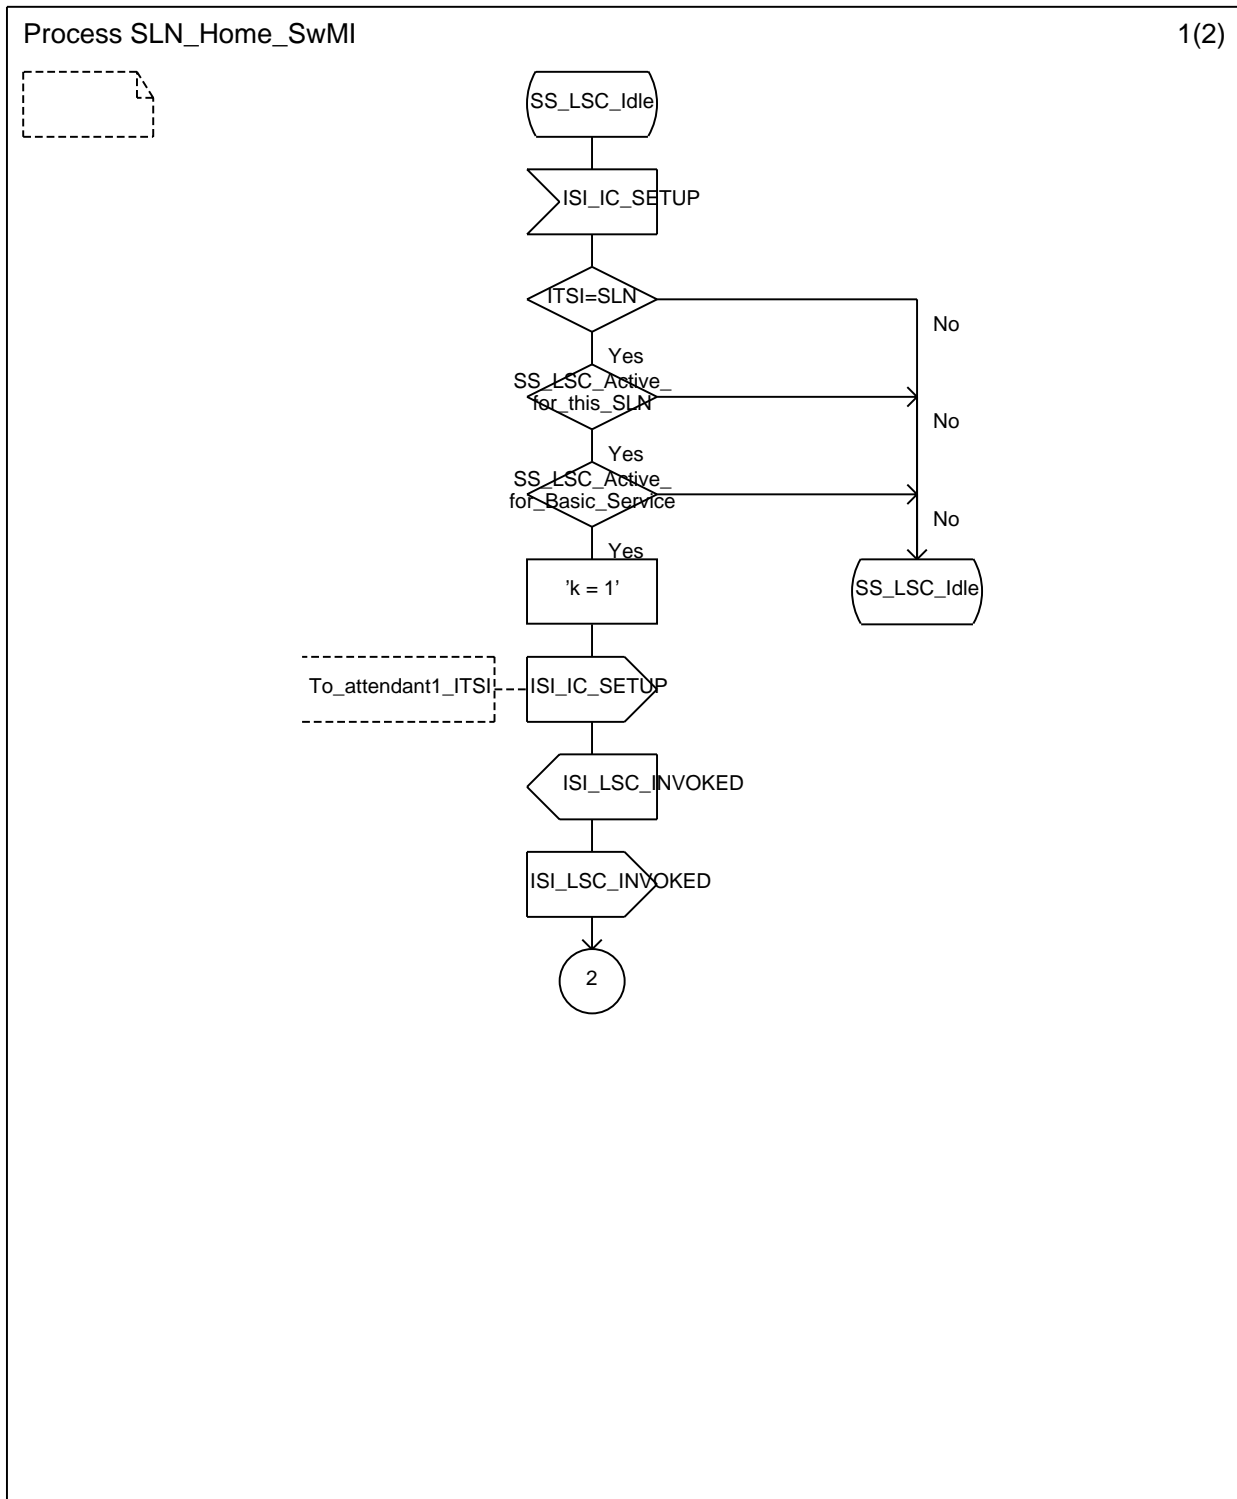 Process SLN_Home_SwMI
1(2)
SS_LSC_Idle
ISI_IC_SETUP
ITSI=SLN
No
Yes
SS_LSC_Active_
for_this_SLN
No
Yes
SS_LSC_Active_
for_Basic_Service
No
Yes
'k = 1'
SS_LSC_Idle
To_attendant1_ITSI
ISI_IC_SETUP
ISI_LSC_INVOKED
ISI_LSC_INVOKED
2